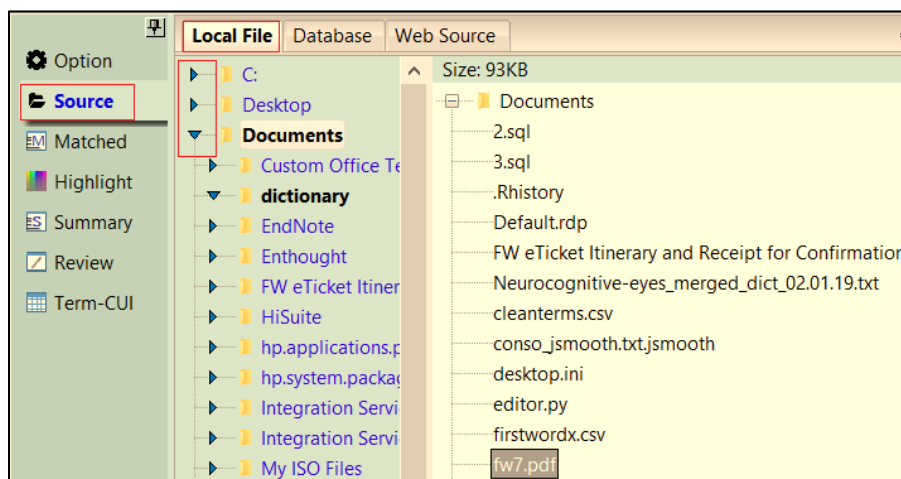 Option
Source
Matched
Highlight
Summary
Review
Term-CUI
Local File Database Web Source
C:
Desktop
Documents
Custom Office Te
dictionary
EndNote
Enthought
FW eTicket Itiner
HiSuite
hp.applications.p
hp.system.packag
Integration Servi
Integration Servi
My ISO Files
Size: 93KB
Documents
2.sql
3.sql
.Rhistory
Default.rdp
FW eTicket Itinerary and Receipt for Confirmation
Neurocognitive-eyes_merged_dict_02.01.19.txt
cleanterms.csv
conso_jsmooth.txt.jsmooth
desktop.ini
editor.py
firstwordx.csv
fw7.pdf